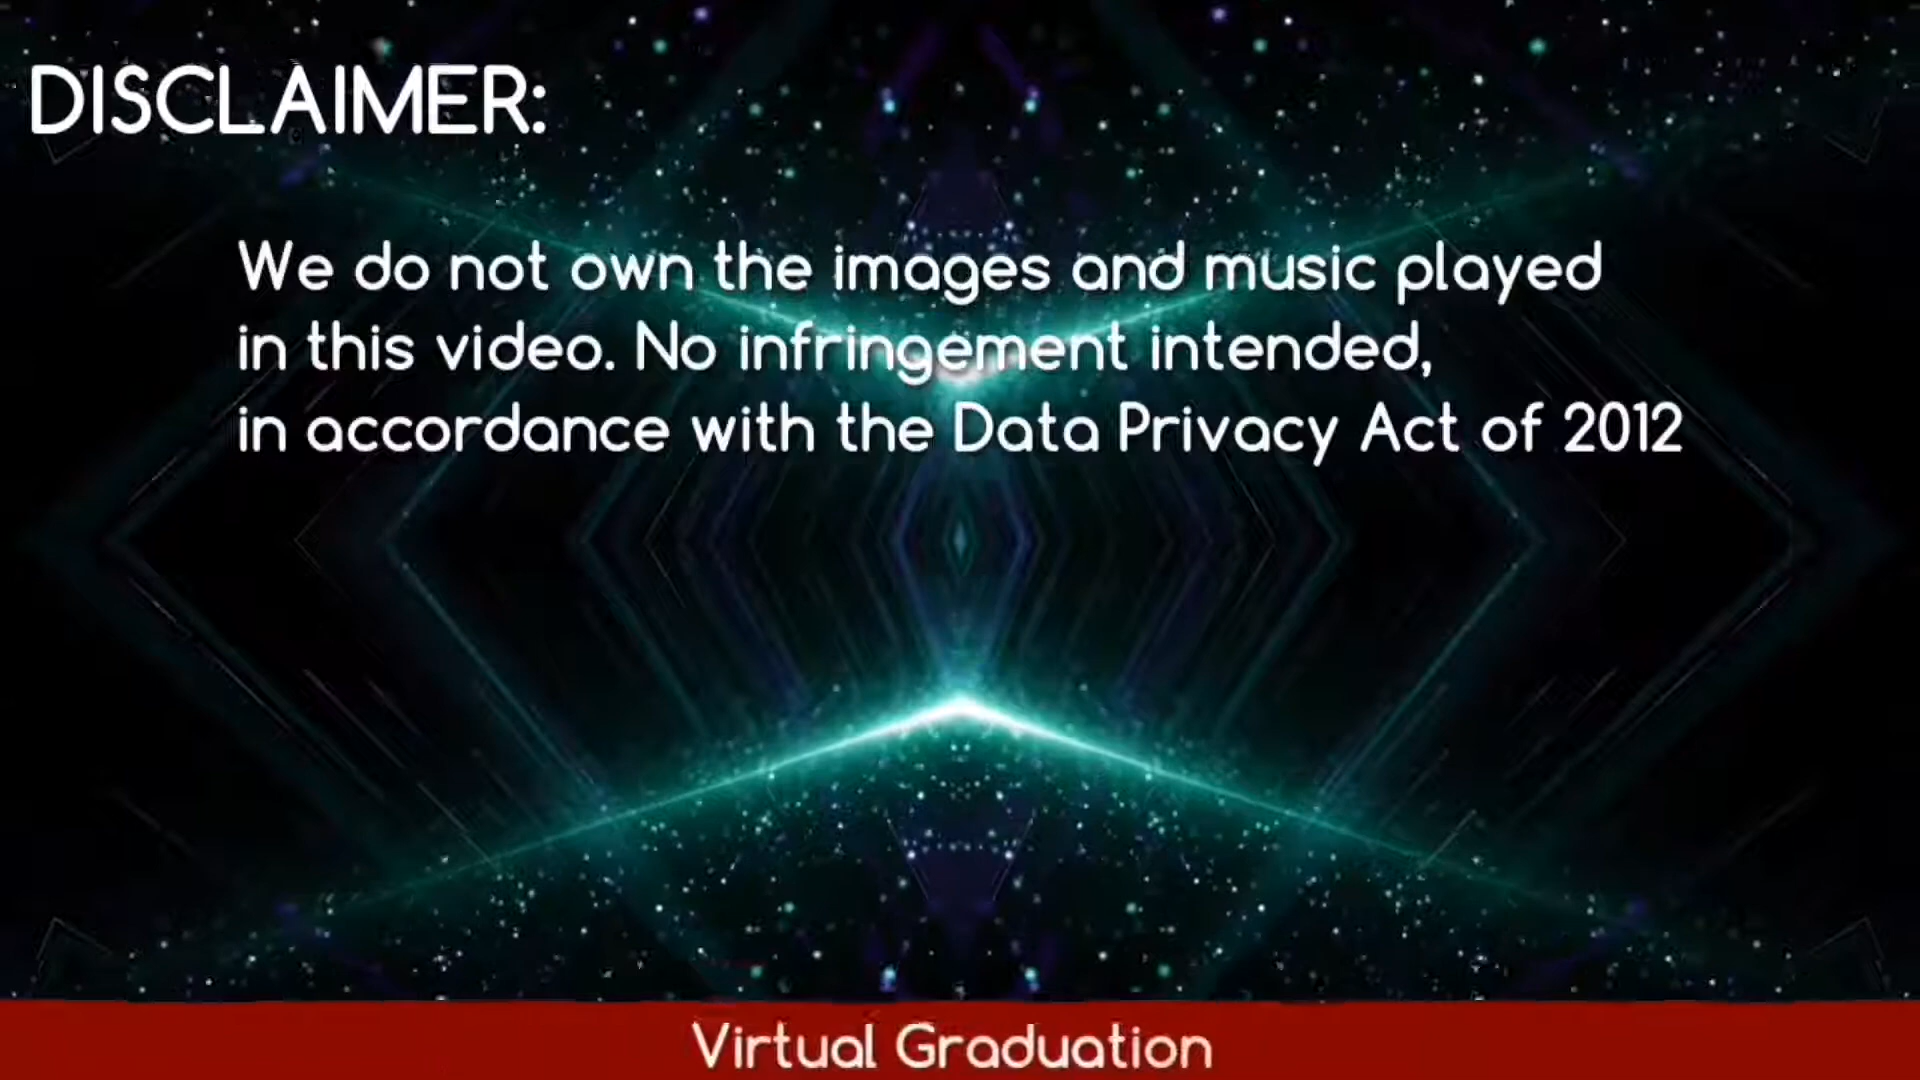 DISCLAIMER:
We do not own the images and music played
in this video. No infringement intended,
in accordance with the Data Privacy Act of 2012
Virtual Graduation